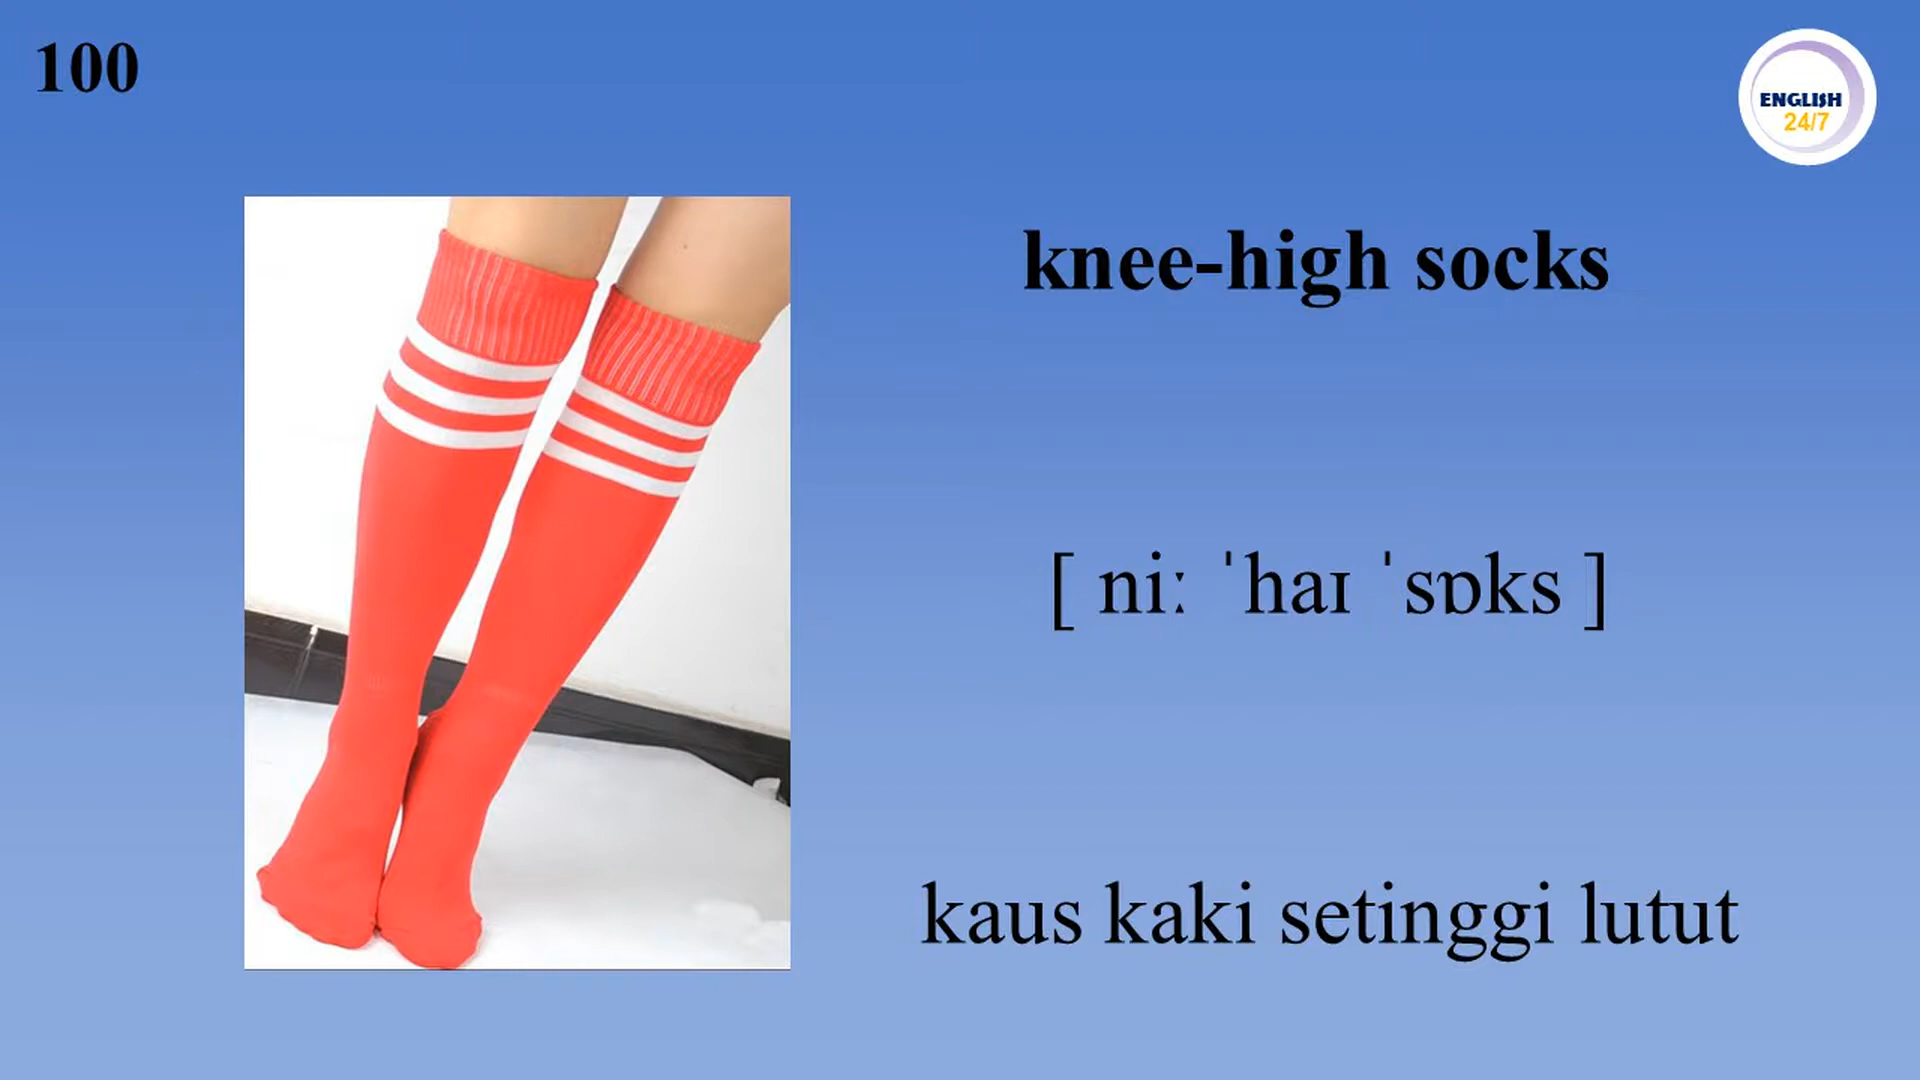 100
ENGLISH
24/7
knee-high socks
[ niː ˈhaɪ ˈsɒks ]
kaus kaki setinggi lutut